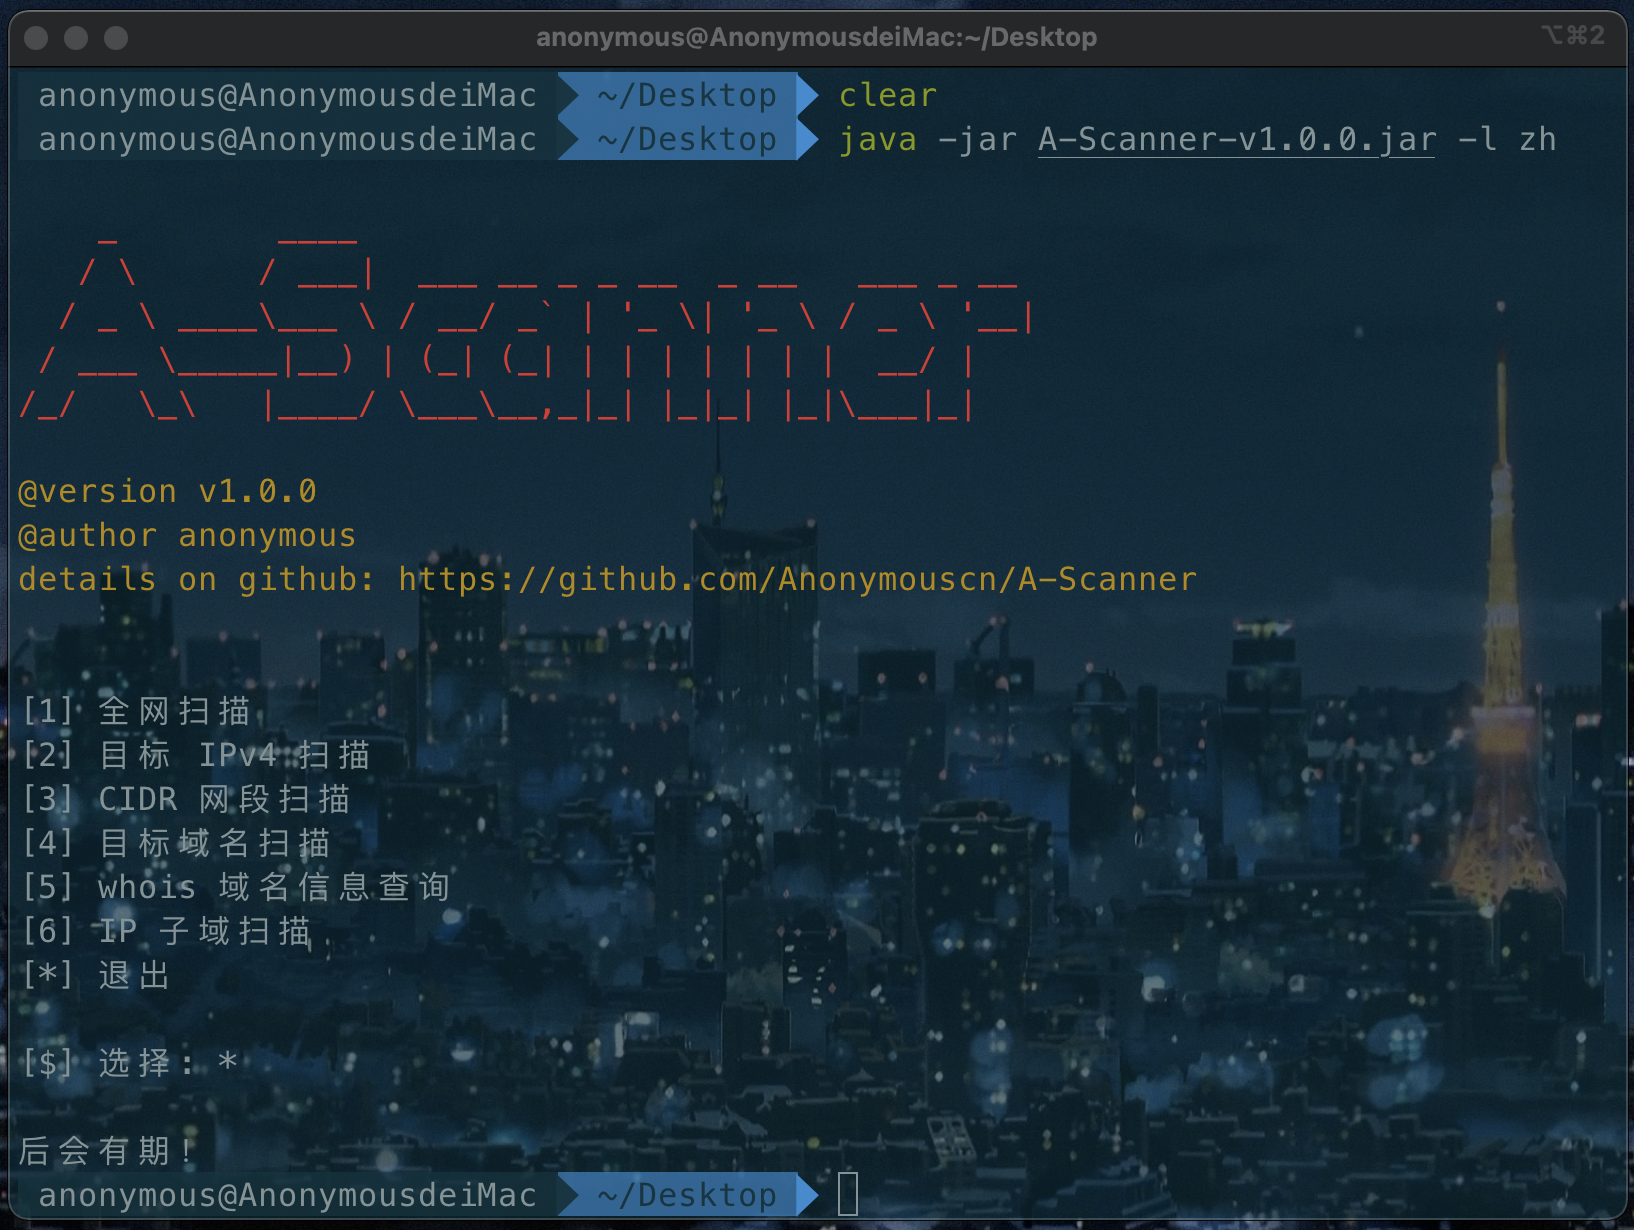 anonymous@AnonymousdeiMac:~/Desktop ⌥⌘2
anonymous@AnonymousdeiMac ~/Desktop clear
anonymous@AnonymousdeiMac ~/Desktop java -jar A-Scanner-v1.0.0.jar -l zh
A-Scanner
@version v1.0.0
@author anonymous
details on github: https://github.com/Anonymouscn/A-Scanner
[1] 全网扫描
[2] 目标 IPv4 扫描
[3] CIDR 网段扫描
[4] 目标域名扫描
[5] whois 域名信息查询
[6] IP 子域扫描
[*] 退出
[$] 选择: *
后会有期!
anonymous@AnonymousdeiMac ~/Desktop